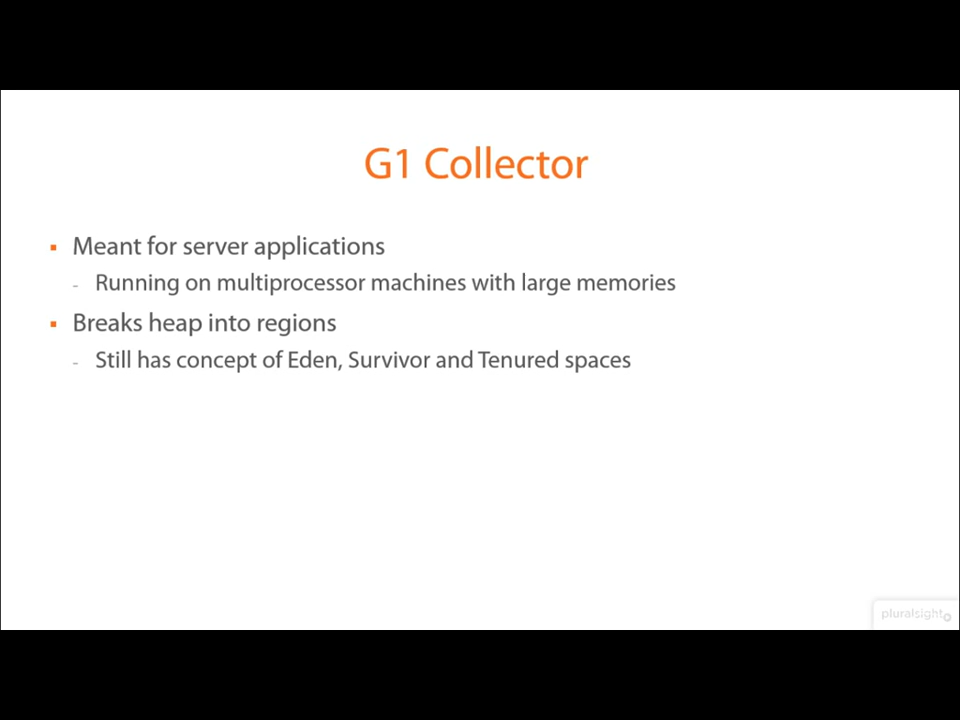 G1 Collector
▪ Meant for server applications
- Running on multiprocessor machines with large memories
▪ Breaks heap into regions
- Still has concept of Eden, Survivor and Tenured spaces
pluralsight